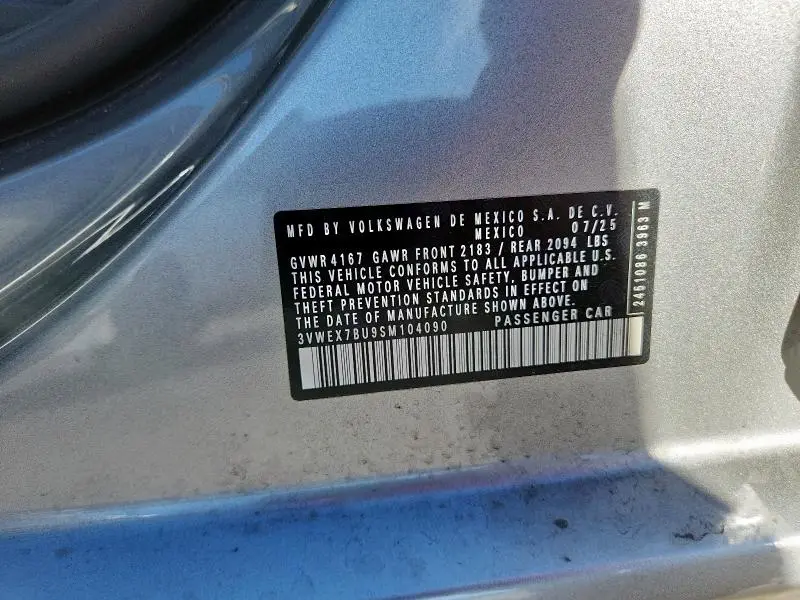 MFD BY VOLKSWAGEN DE MEXICO S.A. DE C.V.
MEXICO 07/25
GVWR 4167 GAWR FRONT 2183 / REAR 2094 LBS
THIS VEHICLE CONFORMS TO ALL APPLICABLE U.S.
FEDERAL MOTOR VEHICLE SAFETY, BUMPER AND
THEFT PREVENTION STANDARDS IN EFFECT ON
THE DATE OF MANUFACTURE SHOWN ABOVE.
3VWEX7BU9SM104090 PASSENGER CAR
2451086 3963 M